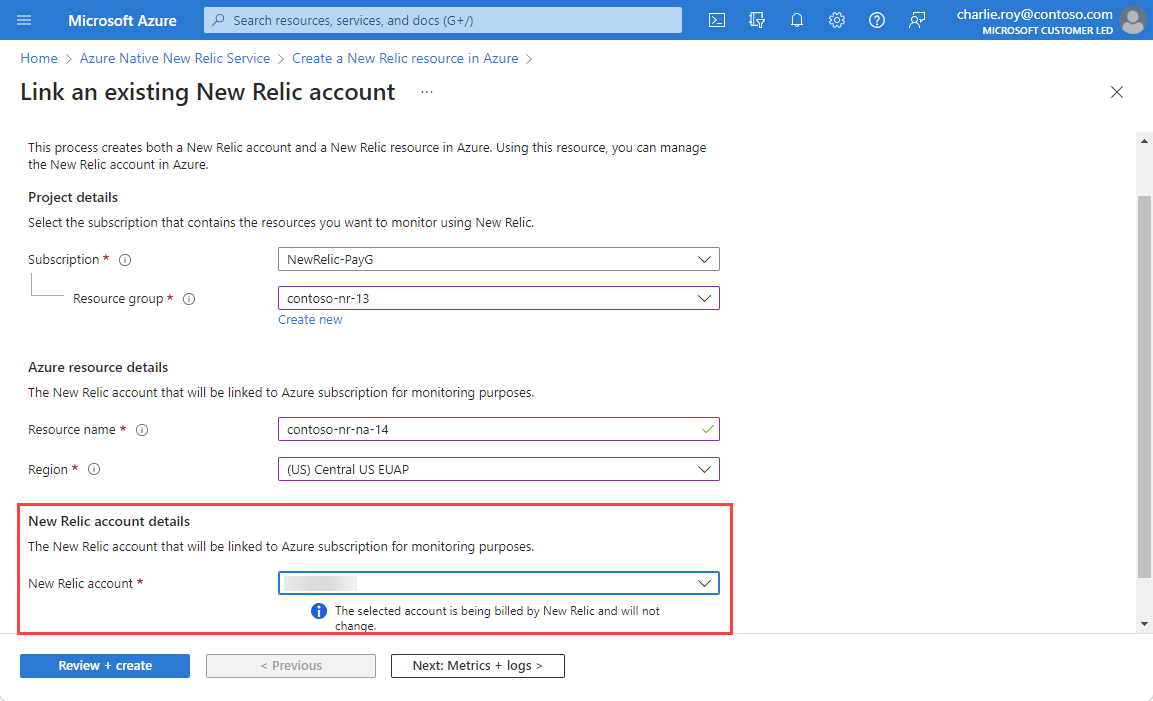 Microsoft Azure
Search resources, services, and docs (G+/)
charlie.roy@contoso.com
MICROSOFT CUSTOMER LED
Home > Azure Native New Relic Service > Create a New Relic resource in Azure >
Link an existing New Relic account ...
This process creates both a New Relic account and a New Relic resource in Azure. Using this resource, you can manage
the New Relic account in Azure.
Project details
Select the subscription that contains the resources you want to monitor using New Relic.
Subscription *
NewRelic-PayG
Resource group *
contoso-nr-13
Create new
Azure resource details
The New Relic account that will be linked to Azure subscription for monitoring purposes.
Resource name *
contoso-nr-na-14
Region *
(US) Central US EUAP
New Relic account details
The New Relic account that will be linked to Azure subscription for monitoring purposes.
New Relic account *
The selected account is being billed by New Relic and will not
change.
Review + create
< Previous
Next: Metrics + logs >